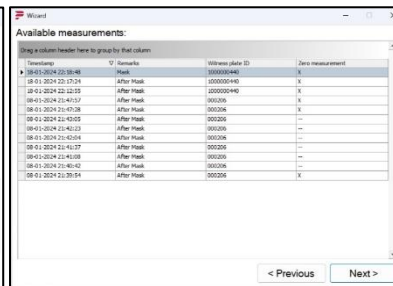 Wizard
Available measurements:
Drag a column header here to group by that column
Timestamp Remarks Witness plate ID Zero measurement
08-01-2024 22:18:48 Mask 1000000440 X
18-01-2024 22:17:24 After Mask 1000000440 X
18-01-2024 22:12:55 After Mask 1000000440 X
08-01-2024 21:47:57 After Mask 000206 X
08-01-2024 21:47:28 After Mask 000206 X
08-01-2024 21:43:05 After Mask 000206 --
08-01-2024 21:42:23 After Mask 000206 --
08-01-2024 21:42:04 After Mask 000206 --
08-01-2024 21:41:37 After Mask 000206 --
08-01-2024 21:41:08 After Mask 000206 --
08-01-2024 21:40:42 After Mask 000206 --
08-01-2024 21:39:54 After Mask 000206 X
< Previous Next >